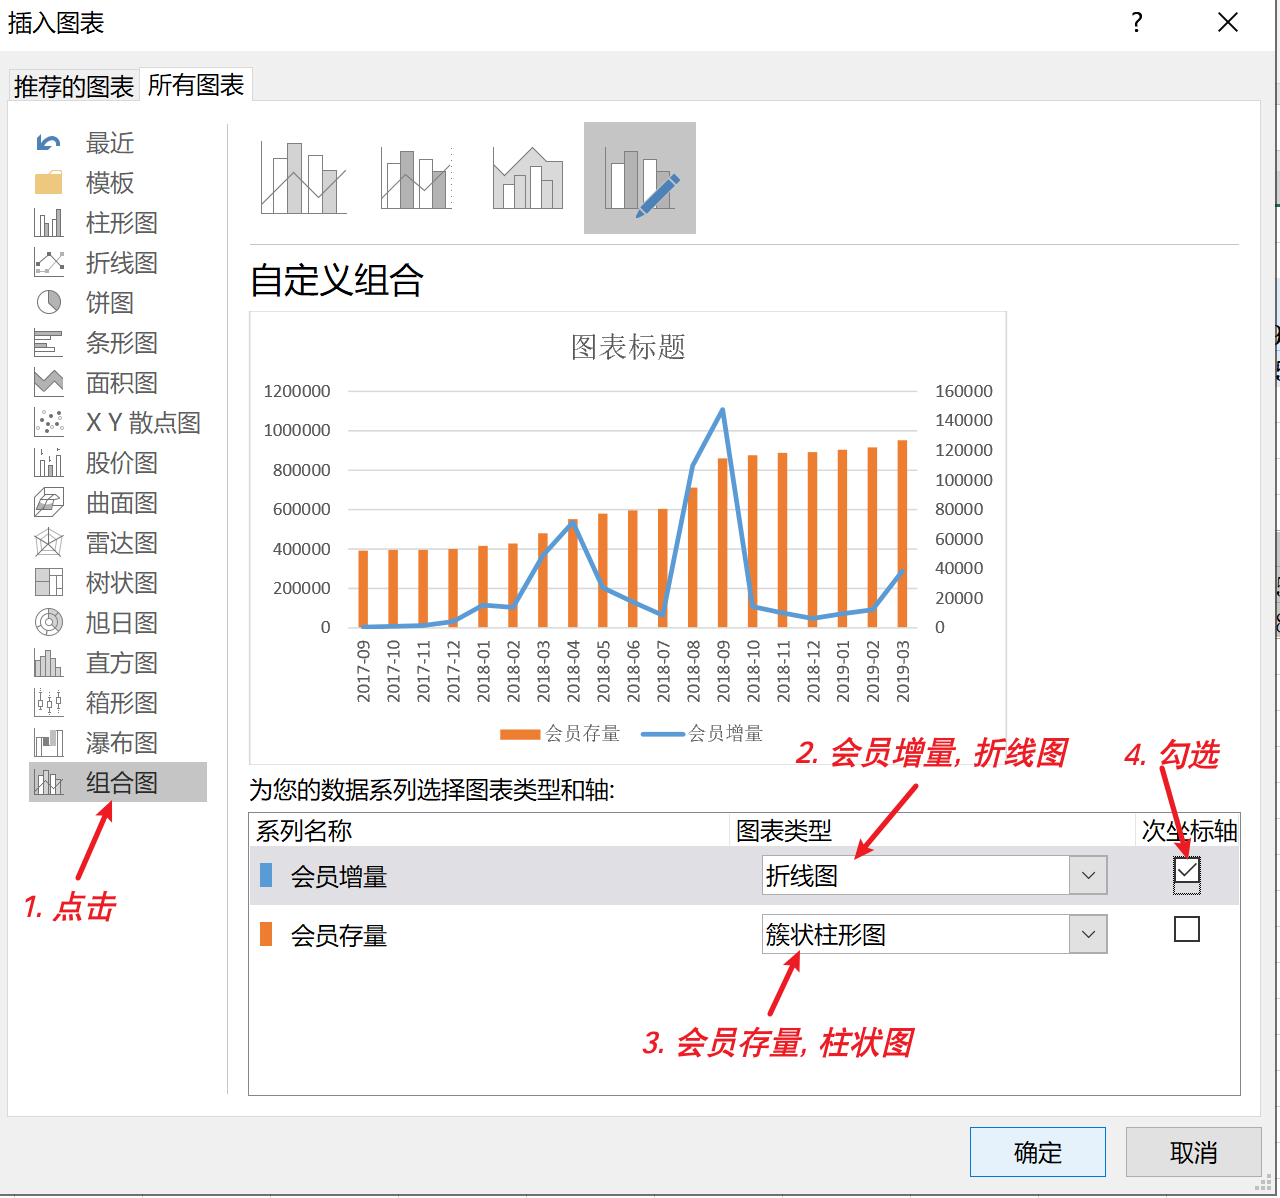 插入图表
?
推荐的图表
所有图表
最近
模板
柱形图
折线图
饼图
条形图
面积图
X Y 散点图
股价图
曲面图
雷达图
树状图
旭日图
直方图
箱形图
瀑布图
组合图
1. 点击
自定义组合
图表标题
1200000
1000000
800000
600000
400000
200000
0
160000
140000
120000
100000
80000
60000
40000
20000
0
2017-09
2017-10
2017-11
2017-12
2018-01
2018-02
2018-03
2018-04
2018-05
2018-06
2018-07
2018-08
2018-09
2018-10
2018-11
2018-12
2019-01
2019-02
2019-03
会员存量
会员增量
2. 会员增量, 折线图
4. 勾选
为您的数据系列选择图表类型和轴:
系列名称
图表类型
次坐标轴
会员增量
折线图
会员存量
簇状柱形图
3. 会员存量, 柱状图
确定
取消